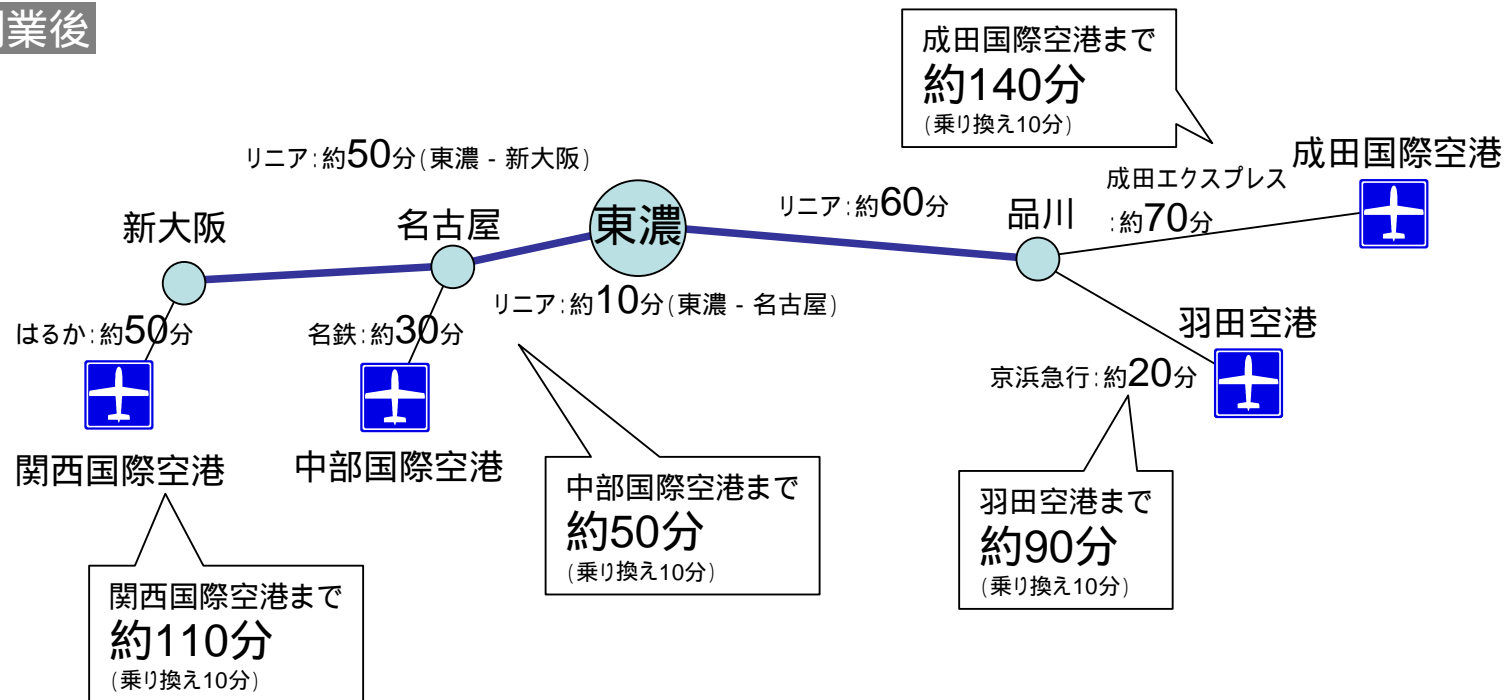 業後
成田国際空港まで
約140分
(乗り換え10分)
リニア:約50分(東濃 - 新大阪)
成田国際空港
成田エクスプレス
:約70分
新大阪
名古屋
東濃
リニア:約60分
品川
リニア:約10分(東濃 - 名古屋)
はるか:約50分
名鉄:約30分
羽田空港
京浜急行:約20分
関西国際空港
中部国際空港
中部国際空港まで
約50分
(乗り換え10分)
羽田空港まで
約90分
(乗り換え10分)
関西国際空港まで
約110分
(乗り換え10分)